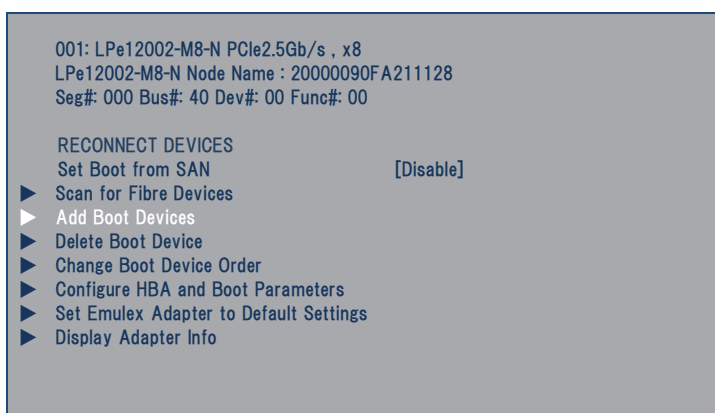 001: LPe12002-M8-N PCIe2.5Gb/s , x8
LPe12002-M8-N Node Name : 20000090FA211128
Seg#: 000 Bus#: 40 Dev#: 00 Func#: 00
RECONNECT DEVICES
Set Boot from SAN [Disable]
Scan for Fibre Devices
Add Boot Devices
Delete Boot Device
Change Boot Device Order
Configure HBA and Boot Parameters
Set Emulex Adapter to Default Settings
Display Adapter Info